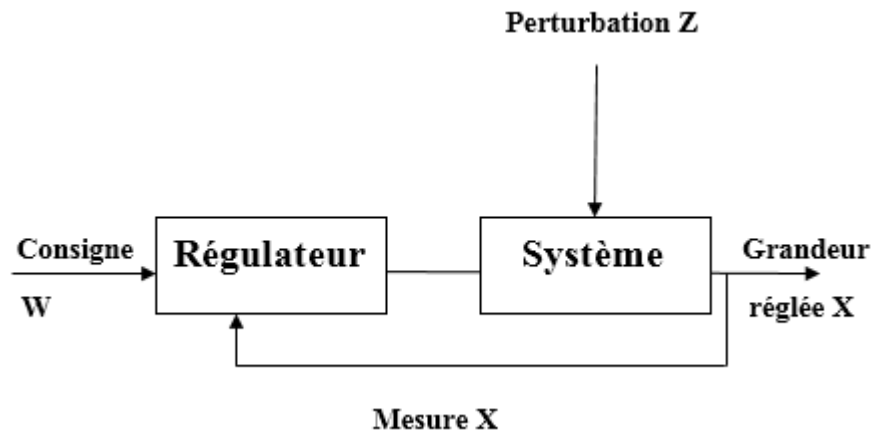 Perturbation Z
Consigne
W
Régulateur
Système
Grandeur
réglée X
Mesure X